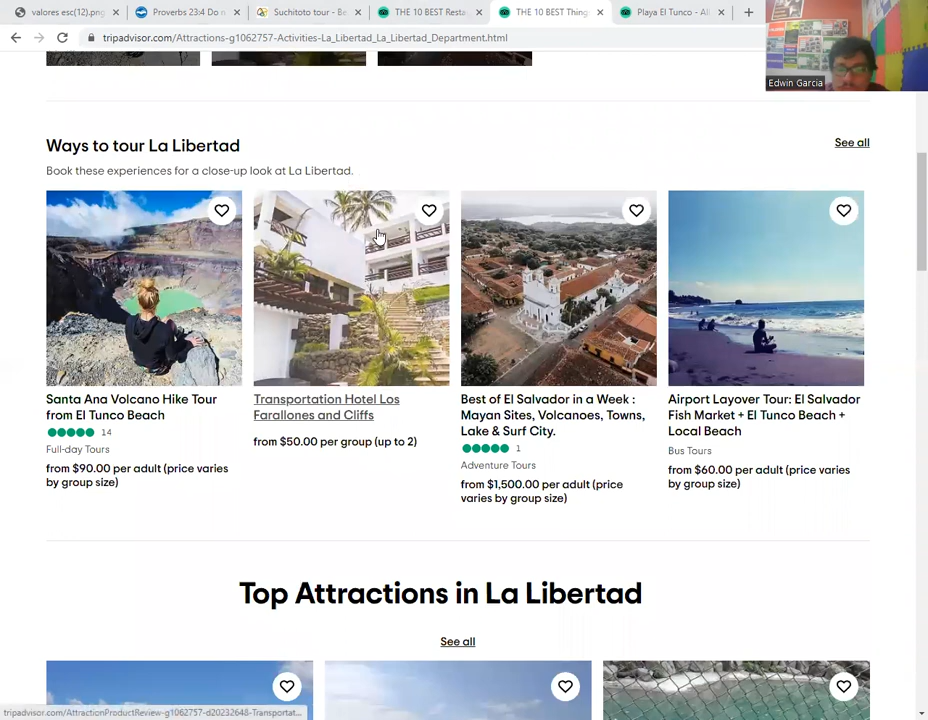 valores esc(12).png
Proverbs 23:4 Do n
Suchitoto tour - Be
THE 10 BEST Resta
THE 10 BEST Thing
Playa El Tunco - All
tripadvisor.com/Attractions-g1062757-Activities-La_Libertad_La_Libertad_Department.html
Edwin Garcia
Ways to tour La Libertad
See all
Book these experiences for a close-up look at La Libertad.
Santa Ana Volcano Hike Tour
from El Tunco Beach
14
Full-day Tours
from $90.00 per adult (price varies
by group size)
Transportation Hotel Los
Farallones and Cliffs
from $50.00 per group (up to 2)
Best of El Salvador in a Week :
Mayan Sites, Volcanoes, Towns,
Lake & Surf City.
1
Adventure Tours
from $1,500.00 per adult (price
varies by group size)
Airport Layover Tour: El Salvador
Fish Market + El Tunco Beach +
Local Beach
Bus Tours
from $60.00 per adult (price varies
by group size)
Top Attractions in La Libertad
See all
tripadvisor.com/AttractionProductReview-g1062757-d20232648-Transportat...